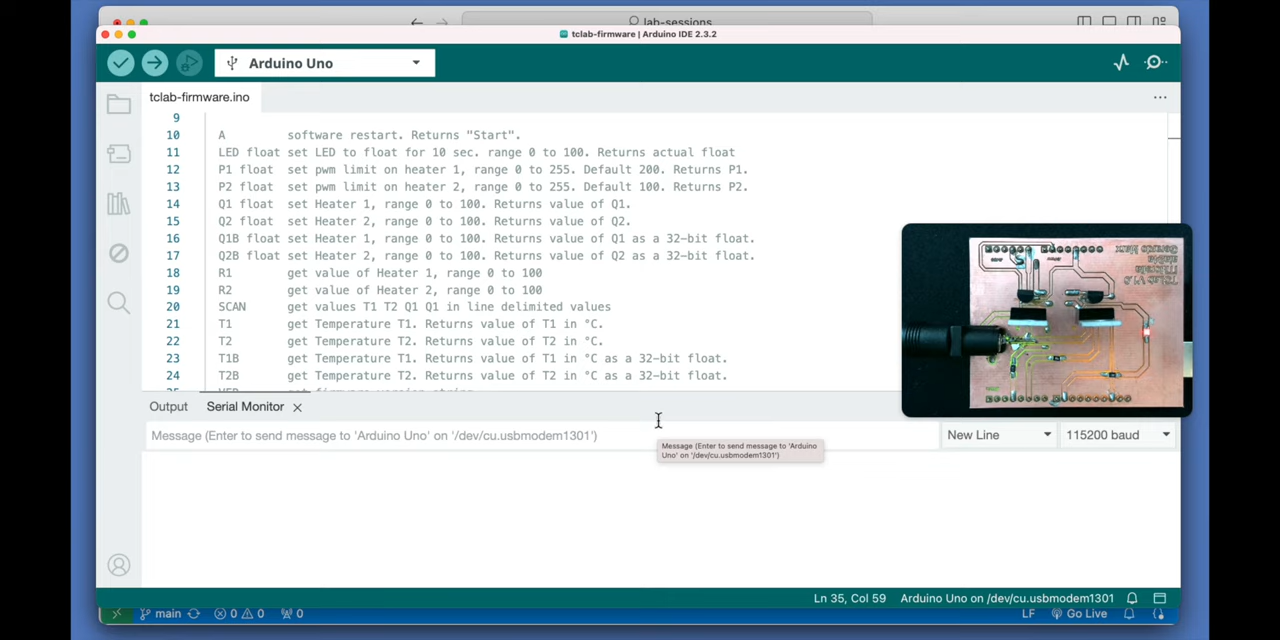 lab-sessions
tclab-firmware | Arduino IDE 2.3.2
Arduino Uno
tclab-firmware.ino
9
10 A software restart. Returns "Start".
11 LED float set LED to float for 10 sec. range 0 to 100. Returns actual float
12 P1 float set pwm limit on heater 1, range 0 to 255. Default 200. Returns P1.
13 P2 float set pwm limit on heater 2, range 0 to 255. Default 100. Returns P2.
14 Q1 float set Heater 1, range 0 to 100. Returns value of Q1.
15 Q2 float set Heater 2, range 0 to 100. Returns value of Q2.
16 Q1B float set Heater 1, range 0 to 100. Returns value of Q1 as a 32-bit float.
17 Q2B float set Heater 2, range 0 to 100. Returns value of Q2 as a 32-bit float.
18 R1 get value of Heater 1, range 0 to 100
19 R2 get value of Heater 2, range 0 to 100
20 SCAN get values T1 T2 Q1 Q1 in line delimited values
21 T1 get Temperature T1. Returns value of T1 in °C.
22 T2 get Temperature T2. Returns value of T2 in °C.
23 T1B get Temperature T1. Returns value of T1 in °C as a 32-bit float.
24 T2B get Temperature T2. Returns value of T2 in °C as a 32-bit float.
Output Serial Monitor
Message (Enter to send message to 'Arduino Uno' on '/dev/cu.usbmodem1301')
New Line 115200 baud
Message (Enter to send message to 'Arduino
Uno' on '/dev/cu.usbmodem1301')
Ln 35, Col 59 Arduino Uno on /dev/cu.usbmodem1301
main 0 0 0 LF Go Live